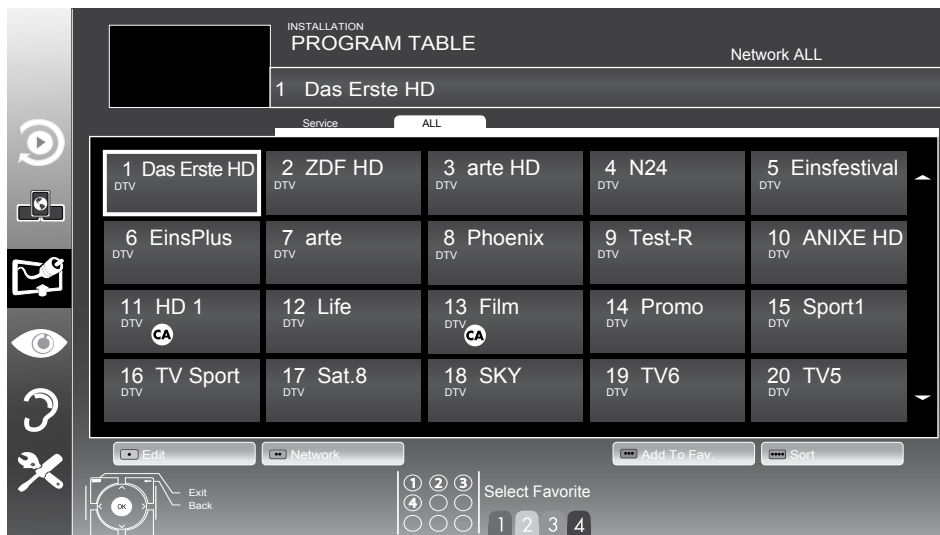 INSTALLATION
PROGRAM TABLE
Network ALL
1 Das Erste HD
Service ALL
1 Das Erste HD
DTV
2 ZDF HD
DTV
3 arte HD
DTV
4 N24
DTV
5 Einsfestival
DTV
6 EinsPlus
DTV
7 arte
DTV
8 Phoenix
DTV
9 Test-R
DTV
10 ANIXE HD
DTV
11 HD 1
DTV
CA
12 Life
DTV
13 Film
DTV
CA
14 Promo
DTV
15 Sport1
DTV
16 TV Sport
DTV
17 Sat.8
DTV
18 SKY
DTV
19 TV6
DTV
20 TV5
DTV
Edit
Network
Add To Fav.
Sort
OK
Exit
Back
1 2 3
4
Select Favorite
1 2 3 4